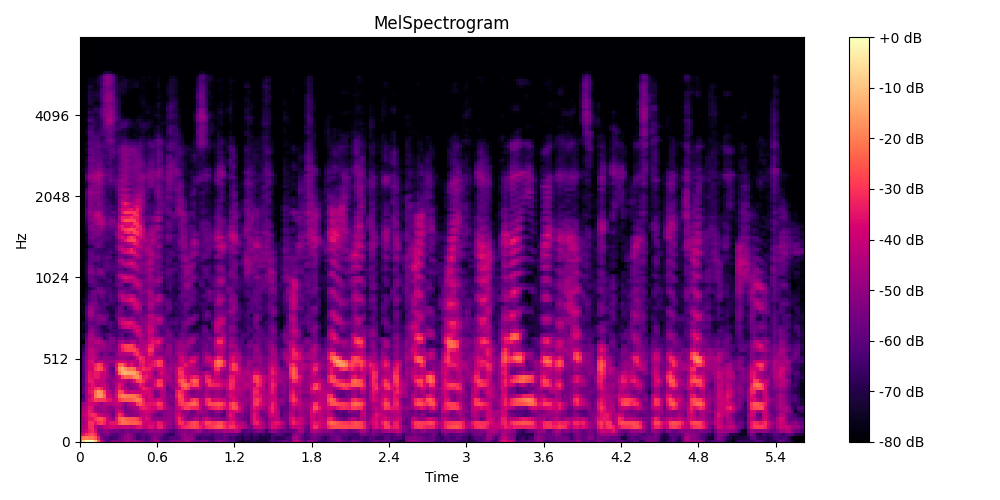 MelSpectrogram
+0 dB
4096
-10 dB
-20 dB
2048
-30 dB
Hz
-40 dB
1024
-50 dB
-60 dB
512
-70 dB
0
-80 dB
0 0.6 1.2 1.8 2.4 3 3.6 4.2 4.8 5.4
Time